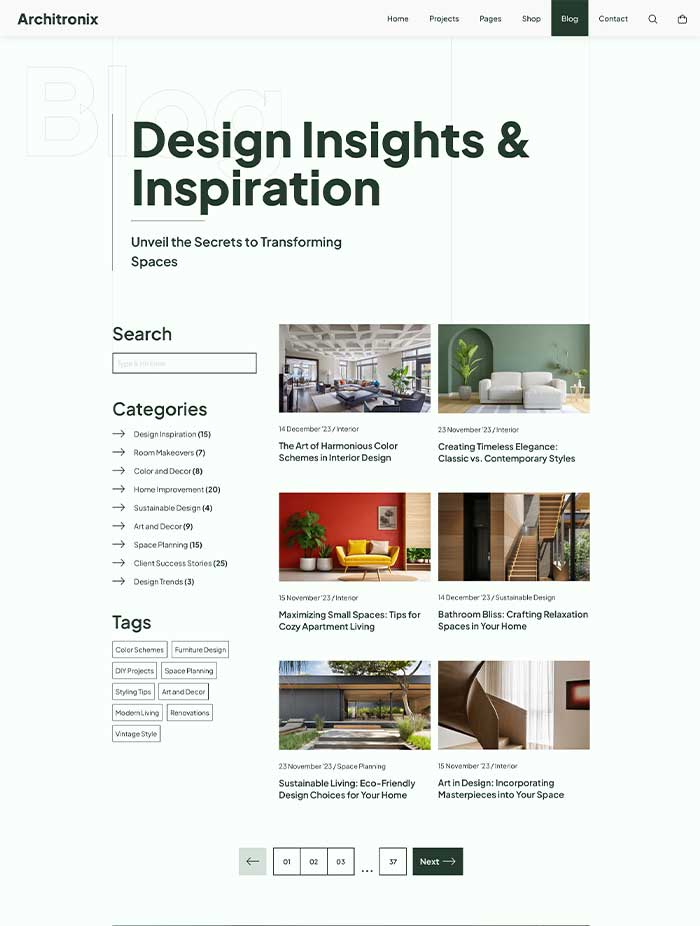 Architronix
Home Projects Pages Shop Blog Contact
Blog
Design Insights &
Inspiration
Unveil the Secrets to Transforming
Spaces
Search
Categories
Design Inspiration (15)
Room Makeovers (7)
Color and Decor (8)
Home Improvement (20)
Sustainable Design (4)
Art and Decor (9)
Space Planning (15)
Client Success Stories (25)
Design Trends (3)
Tags
Color Schemes Furniture Design
DIY Projects Space Planning
Styling Tips Art and Decor
Modern Living Renovations
Vintage Style
14 December '23 / Interior
The Art of Harmonious Color
Schemes in Interior Design
23 November '23 / Interior
Creating Timeless Elegance:
Classic vs. Contemporary Styles
15 November '23 / Interior
Maximizing Small Spaces: Tips for
Cozy Apartment Living
14 December '23 / Sustainable Design
Bathroom Bliss: Crafting Relaxation
Spaces in Your Home
23 November '23 / Space Planning
Sustainable Living: Eco-Friendly
Design Choices for Your Home
15 November '23 / Interior
Art in Design: Incorporating
Masterpieces into Your Space
01 02 03 ... 37 Next